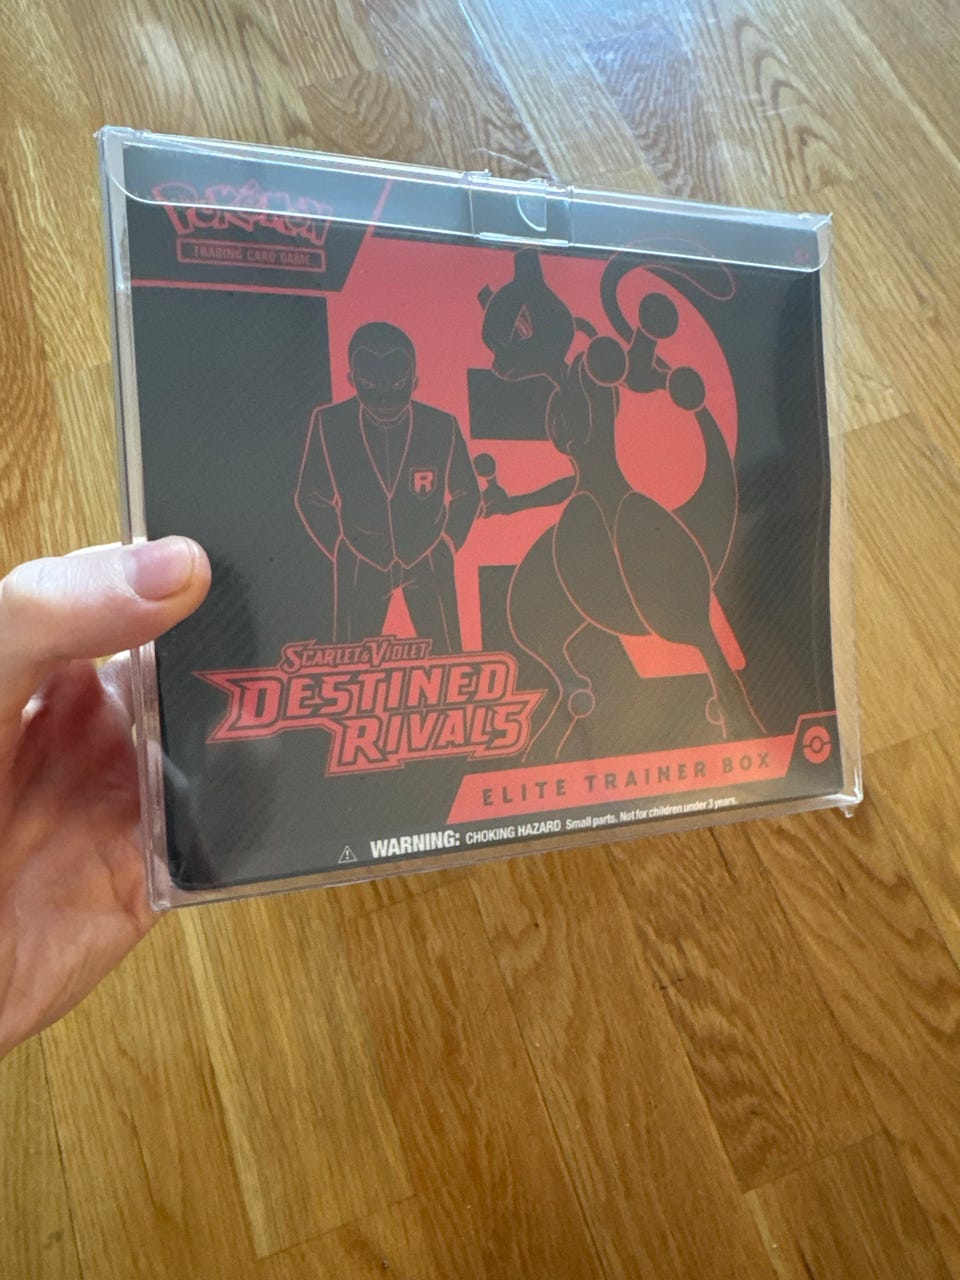 POKéMON
TRADING CARD GAME
R
SCARLET & VIOLET
DESTINED
RIVALS
ELITE TRAINER BOX
WARNING: CHOKING HAZARD Small parts. Not for children under 3 years.